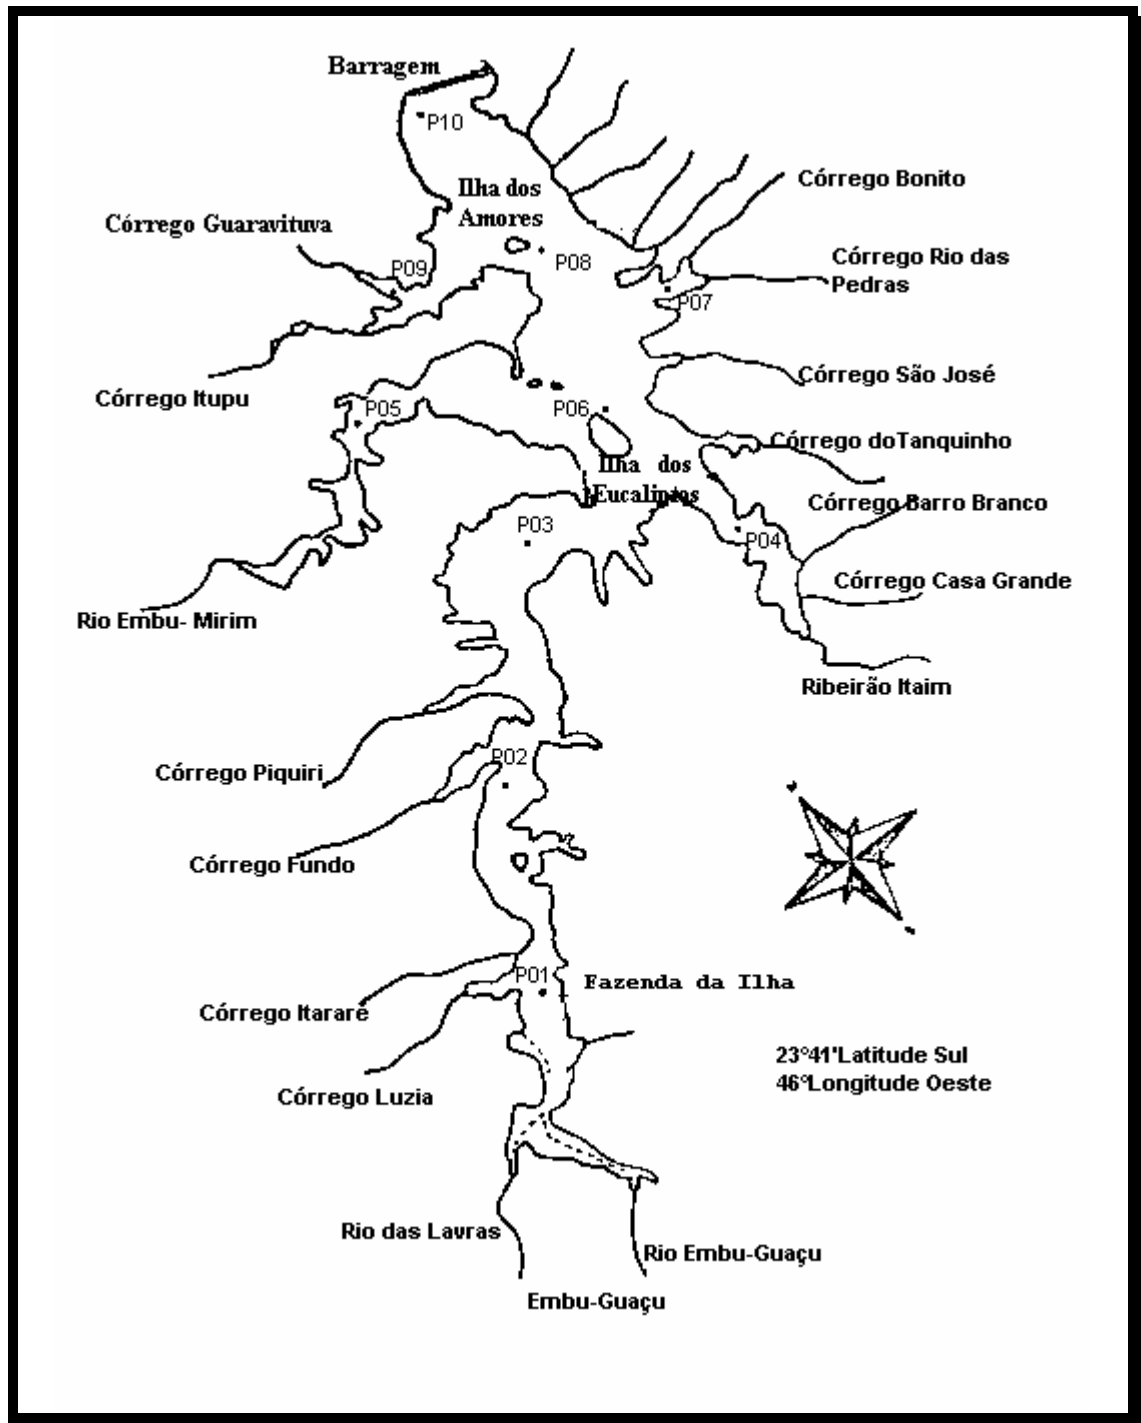 Barragem
P10
Córrego Bonito
Ilha dos
Amores
Córrego Guaravituva
Córrego Rio das
Pedras
P09
P08
P07
Córrego São José
Córrego Itupu
P05
P06
Córrego doTanquinho
Ilha dos
Eucaliptos
Córrego Barro Branco
P03
P04
Córrego Casa Grande
Rio Embu- Mirim
Ribeirão Itaim
P02
Córrego Piquiri
Córrego Fundo
P01
Fazenda da Ilha
Córrego Itararé
23°41'Latitude Sul
46°Longitude Oeste
Córrego Luzia
Rio das Lavras
Rio Embu-Guaçu
Embu-Guaçu